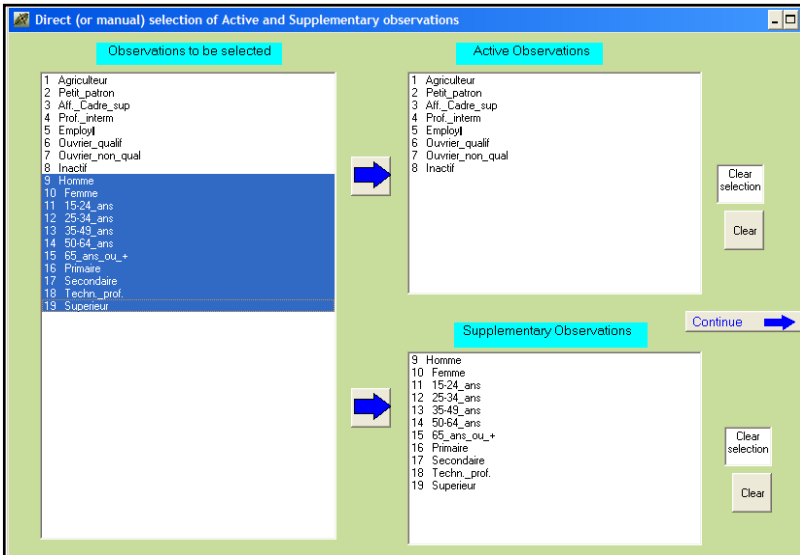 Direct (or manual) selection of Active and Supplementary observations
Observations to be selected
1 Agriculteur
2 Petit_patron
3 Aff._Cadre_sup
4 Prof._interm
5 Employl
6 Ouvrier_qualif
7 Ouvrier_non_qual
8 Inactif
9 Homme
10 Femme
11 15-24_ans
12 25-34_ans
13 35-49_ans
14 50-64_ans
15 65_ans_ou_+
16 Primaire
17 Secondaire
18 Techn._prof.
19 Superieur
Active Observations
1 Agriculteur
2 Petit_patron
3 Aff._Cadre_sup
4 Prof._interm
5 Employl
6 Ouvrier_qualif
7 Ouvrier_non_qual
8 Inactif
Clear
selection
Clear
Continue
Supplementary Observations
9 Homme
10 Femme
11 15-24_ans
12 25-34_ans
13 35-49_ans
14 50-64_ans
15 65_ans_ou_+
16 Primaire
17 Secondaire
18 Techn._prof.
19 Superieur
Clear
selection
Clear